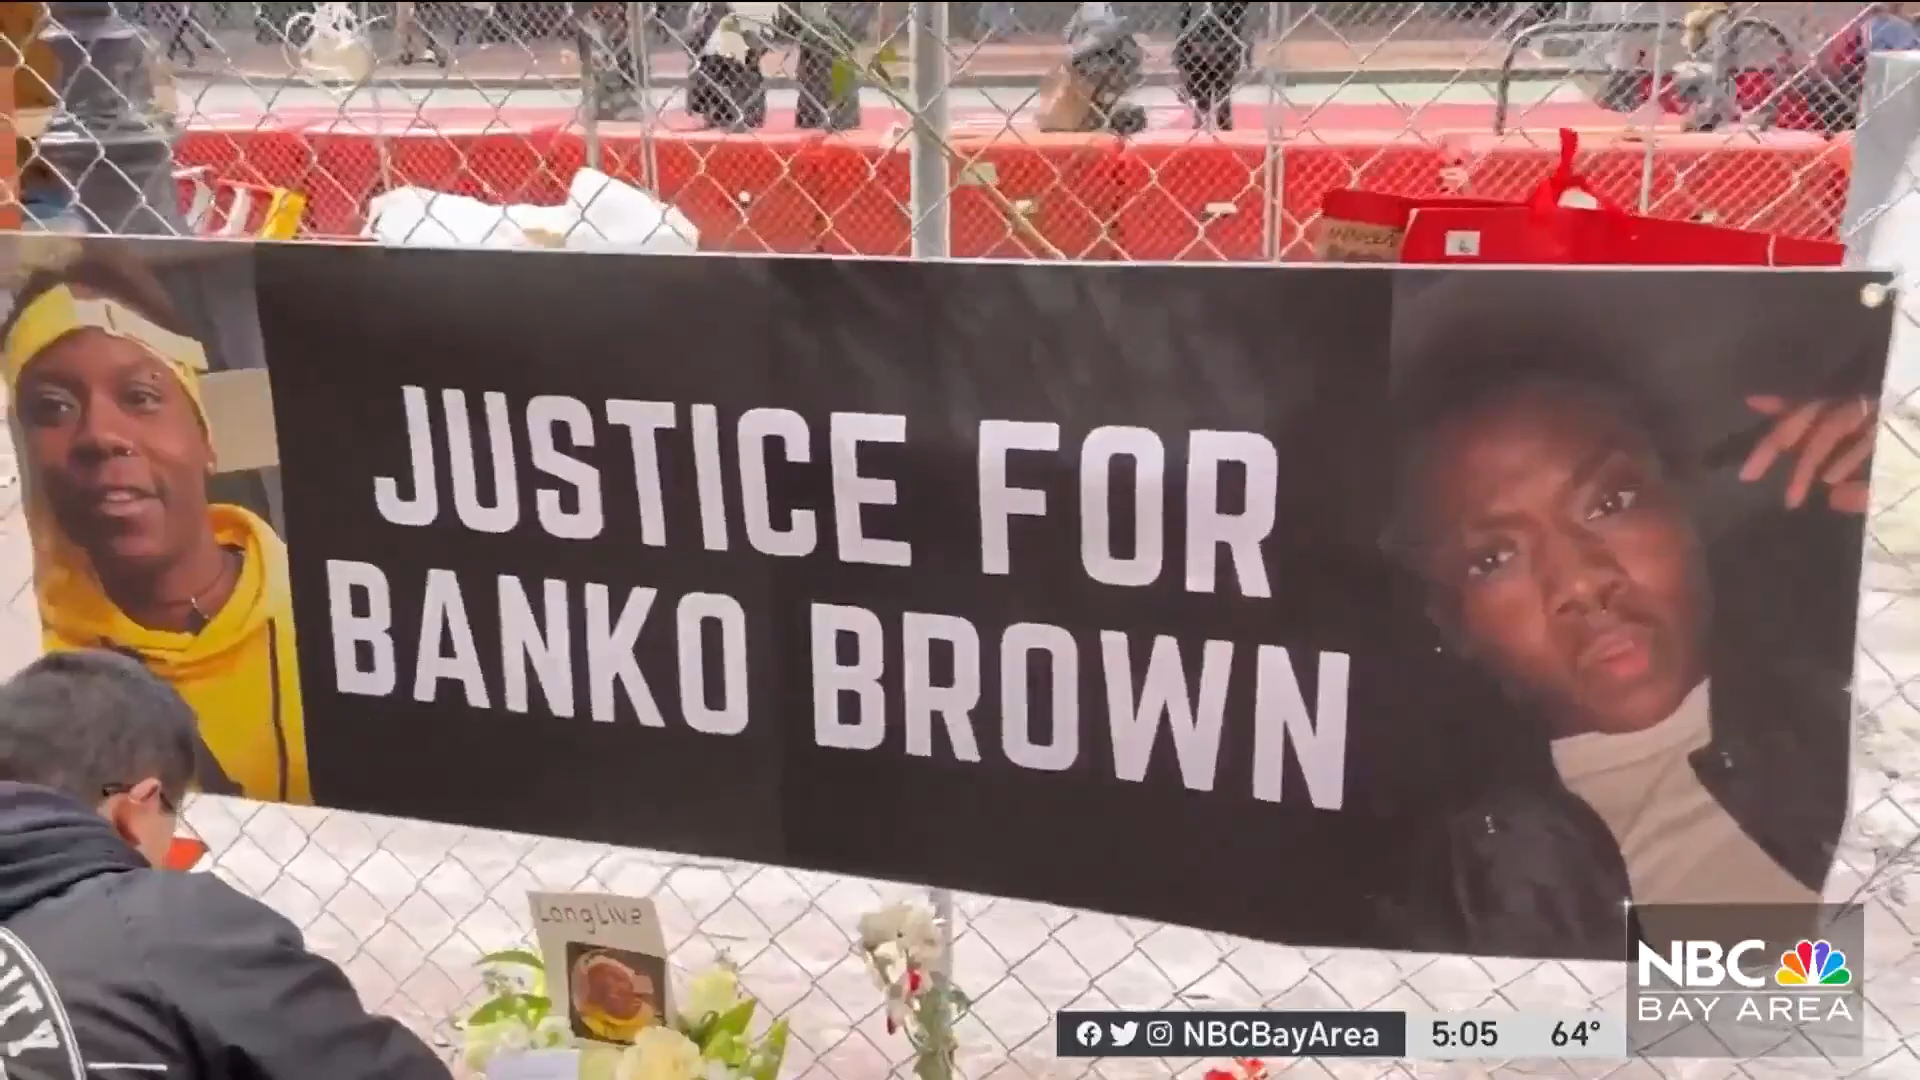 JUSTICE FOR
BANKO BROWN
Long Live
NBCBayArea 5:05 64°
NBC
BAY AREA